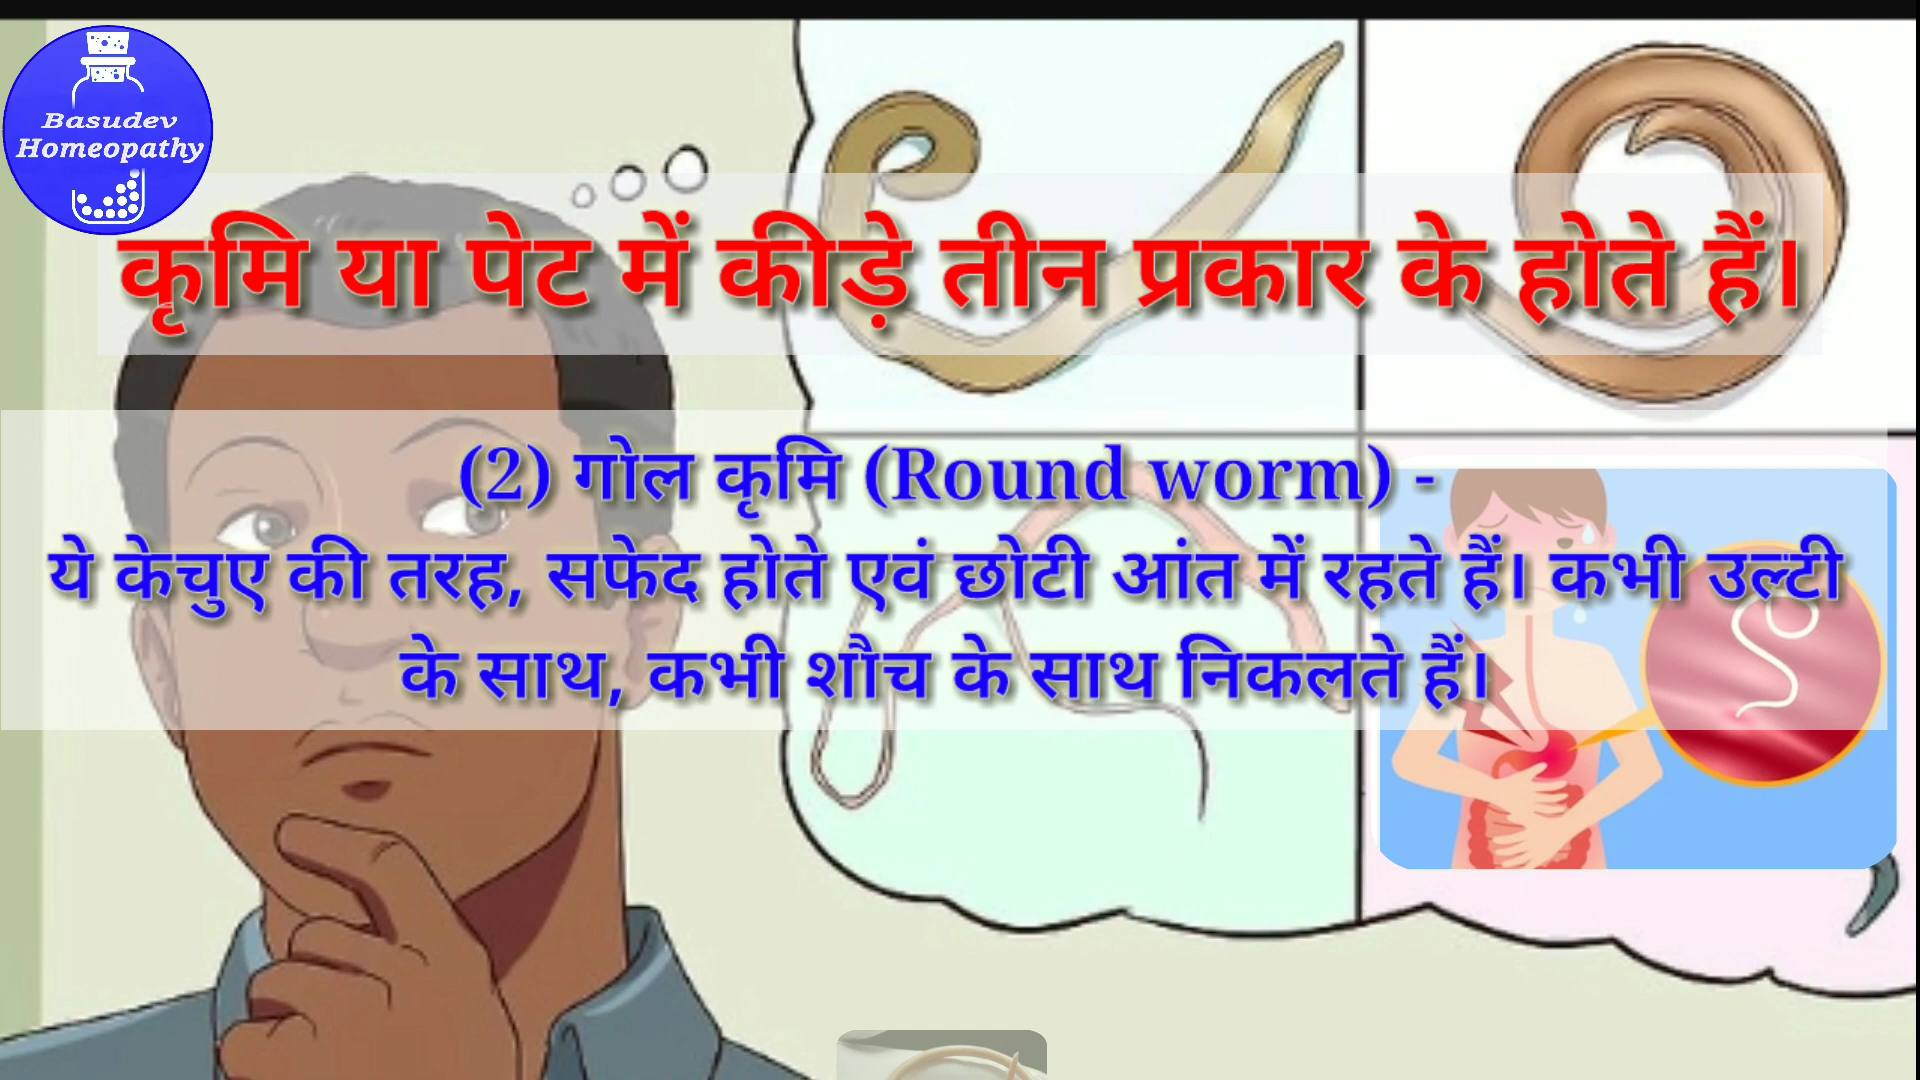 Basudev
Homeopathy
कृमि या पेट में कीड़े तीन प्रकार के होते हैं।
(2) गोल कृमि (Round worm) -
ये केचुए की तरह, सफेद होते एवं छोटी आंत में रहते हैं। कभी उल्टी
के साथ, कभी शौच के साथ निकलते हैं।